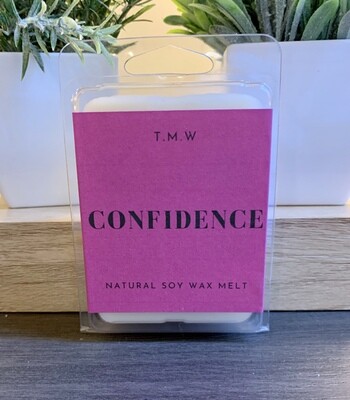 T.M.W
CONFIDENCE
NATURAL SOY WAX MELT